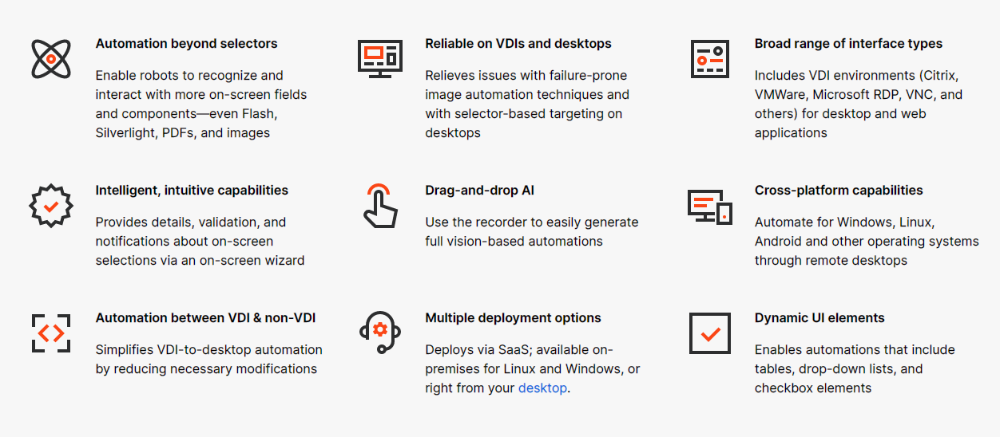 Automation beyond selectors
Enable robots to recognize and
interact with more on-screen fields
and components—even Flash,
Silverlight, PDFs, and images
Reliable on VDIs and desktops
Relieves issues with failure-prone
image automation techniques and
with selector-based targeting on
desktops
Broad range of interface types
Includes VDI environments (Citrix,
VMWare, Microsoft RDP, VNC, and
others) for desktop and web
applications
Intelligent, intuitive capabilities
Provides details, validation, and
notifications about on-screen
selections via an on-screen wizard
Drag-and-drop AI
Use the recorder to easily generate
full vision-based automations
Cross-platform capabilities
Automate for Windows, Linux,
Android and other operating systems
through remote desktops
Automation between VDI & non-VDI
Simplifies VDI-to-desktop automation
by reducing necessary modifications
Multiple deployment options
Deploys via SaaS; available on-
premises for Linux and Windows, or
right from your desktop.
Dynamic UI elements
Enables automations that include
tables, drop-down lists, and
checkbox elements